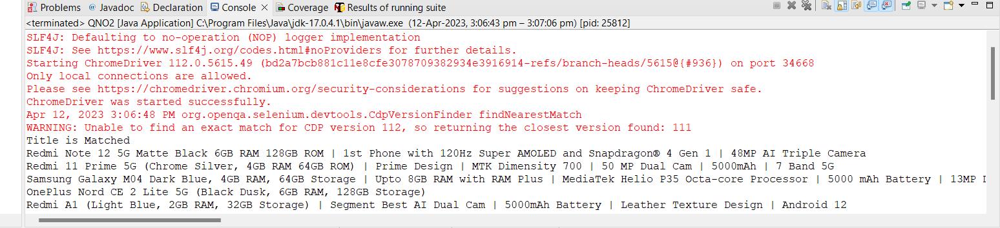 Problems @ Javadoc Declaration Console Coverage Results of running suite
<terminated> QNO2 [Java Application] C:\Program Files\Java\jdk-17.0.4.1\bin\javaw.exe (12-Apr-2023, 3:06:43 pm – 3:07:06 pm) [pid: 25812]
SLF4J: Defaulting to no-operation (NOP) logger implementation
SLF4J: See https://www.slf4j.org/codes.html#noProviders for further details.
Starting ChromeDriver 112.0.5615.49 (bd2a7bcb881c11e8cfe3078709382934e3916914-refs/branch-heads/5615@{#936}) on port 34668
Only local connections are allowed.
Please see https://chromedriver.chromium.org/security-considerations for suggestions on keeping ChromeDriver safe.
ChromeDriver was started successfully.
Apr 12, 2023 3:06:48 PM org.openqa.selenium.devtools.CdpVersionFinder findNearestMatch
WARNING: Unable to find an exact match for CDP version 112, so returning the closest version found: 111
Title is Matched
Redmi Note 12 5G Matte Black 6GB RAM 128GB ROM | 1st Phone with 120Hz Super AMOLED and Snapdragon® 4 Gen 1 | 48MP AI Triple Camera
Redmi 11 Prime 5G (Chrome Silver, 4GB RAM 64GB ROM) | Prime Design | MTK Dimensity 700 | 50 MP Dual Cam | 5000mAh | 7 Band 5G
Samsung Galaxy M04 Dark Blue, 4GB RAM, 64GB Storage | Upto 8GB RAM with RAM Plus | MediaTek Helio P35 Octa-core Processor | 5000 mAh Battery | 13MP
OnePlus Nord CE 2 Lite 5G (Black Dusk, 6GB RAM, 128GB Storage)
Redmi A1 (Light Blue, 2GB RAM, 32GB Storage) | Segment Best AI Dual Cam | 5000mAh Battery | Leather Texture Design | Android 12